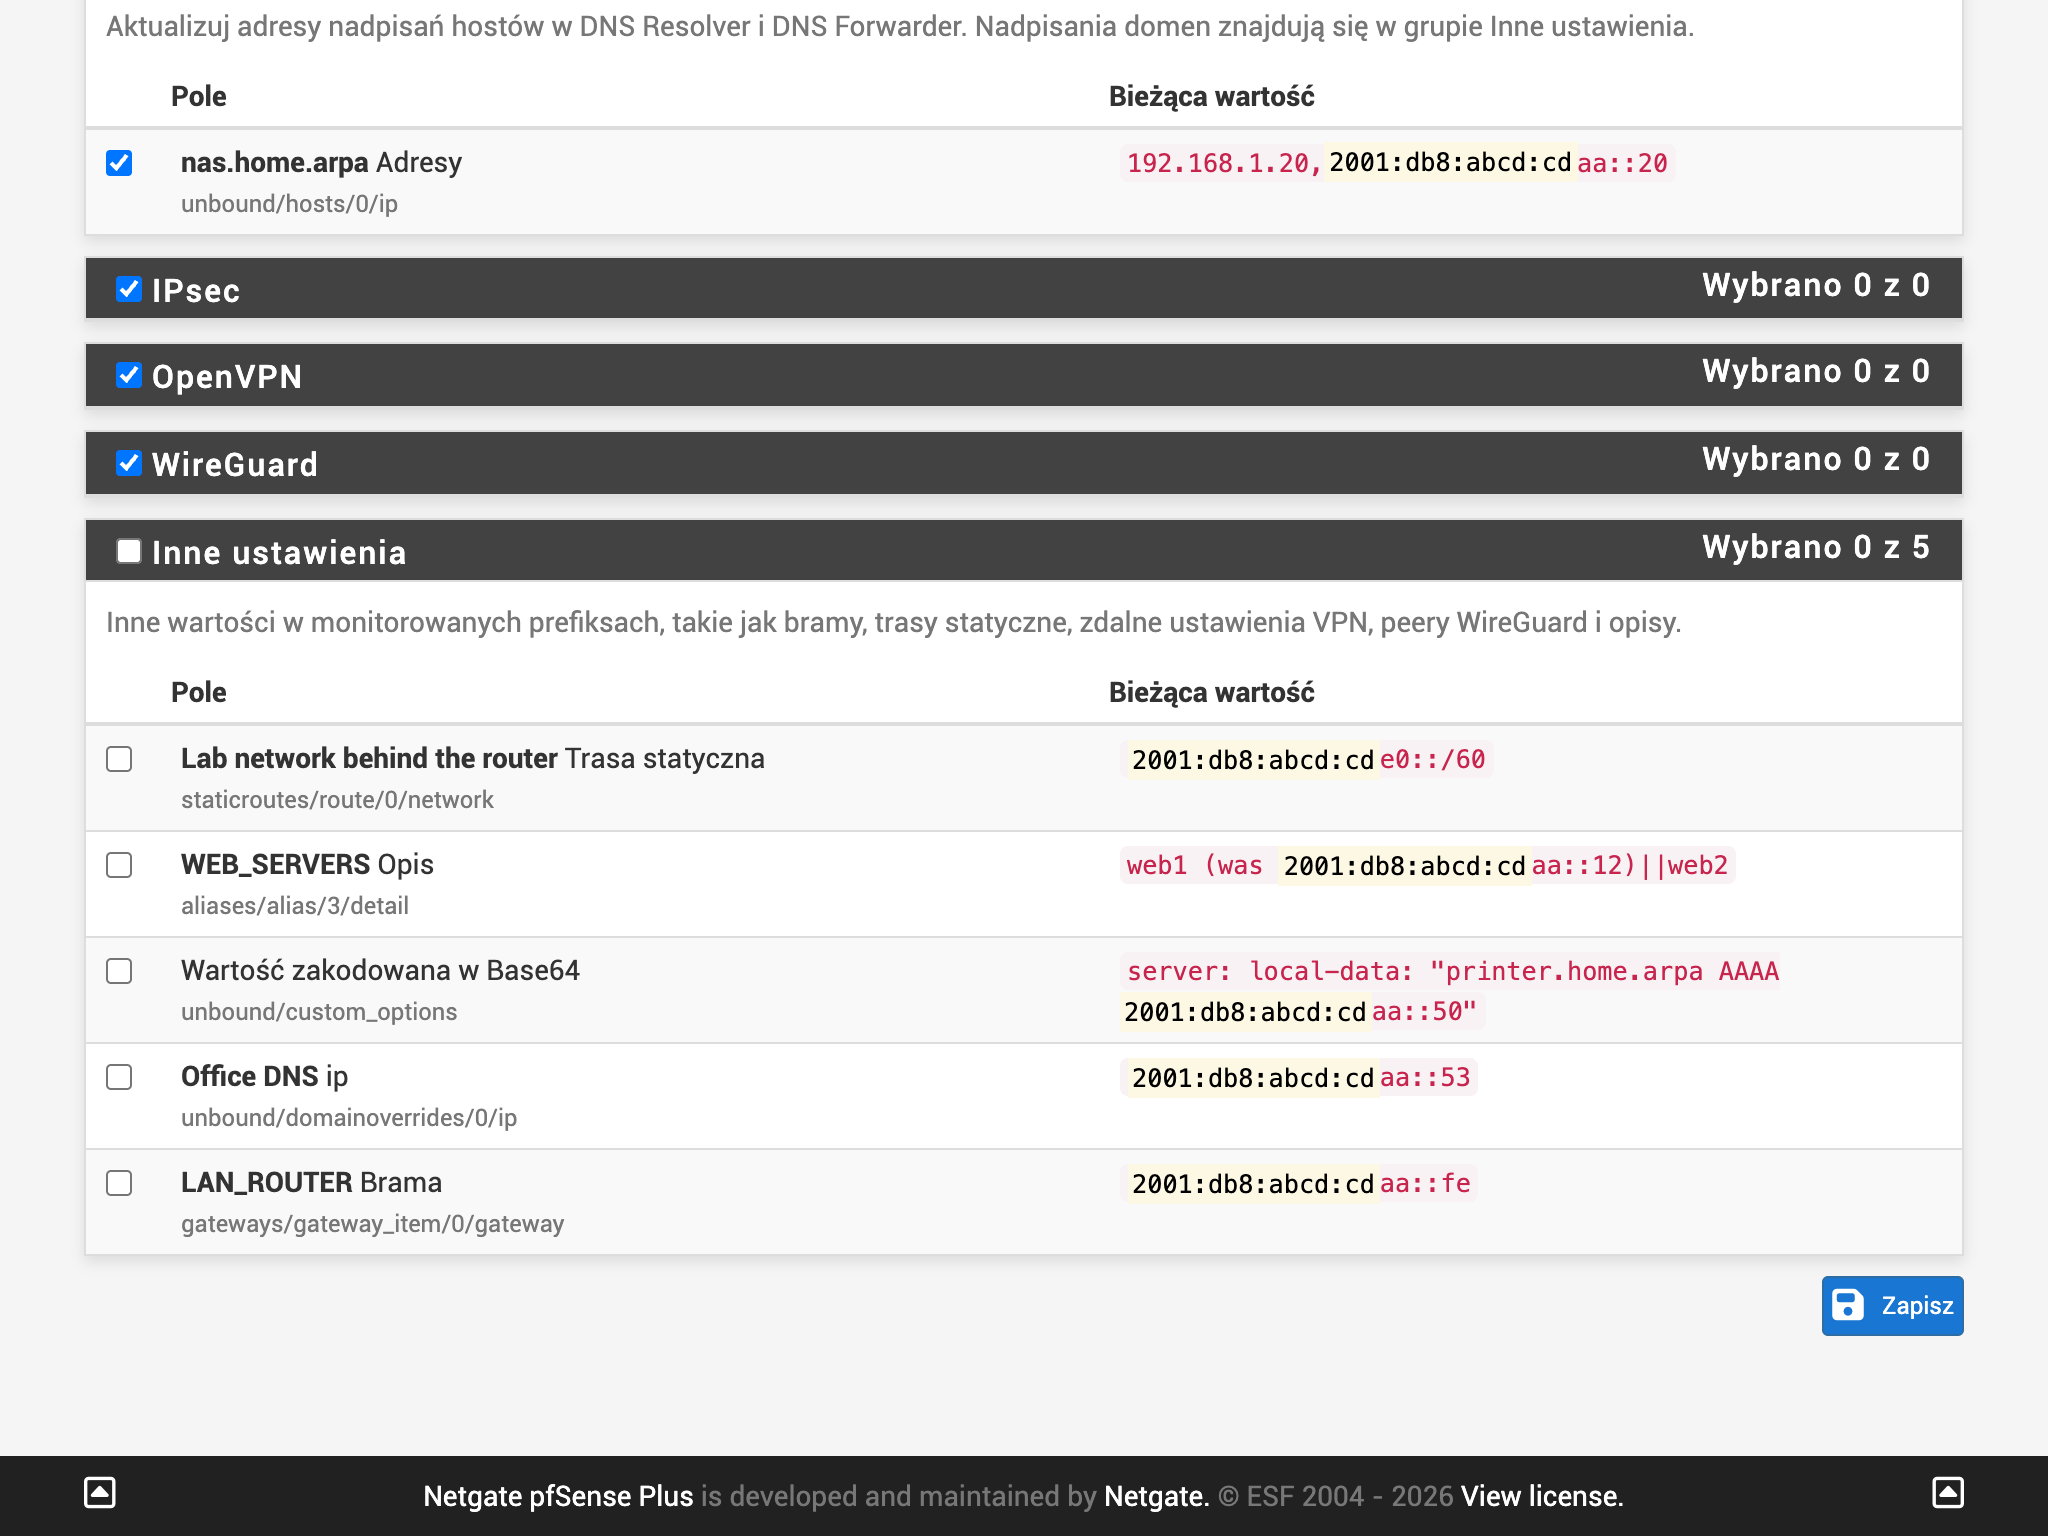 Aktualizuj adresy nadpisań hostów w DNS Resolver i DNS Forwarder. Nadpisania domen znajdują się w grupie Inne ustawienia.
Pole Bieżąca wartość
nas.home.arpa Adresy 192.168.1.20,2001:db8:abcd:cdaa::20
unbound/hosts/0/ip
IPsec Wybrano 0 z 0
OpenVPN Wybrano 0 z 0
WireGuard Wybrano 0 z 0
Inne ustawienia Wybrano 0 z 5
Inne wartości w monitorowanych prefiksach, takie jak bramy, trasy statyczne, zdalne ustawienia VPN, peery WireGuard i opisy.
Pole Bieżąca wartość
Lab network behind the router Trasa statyczna 2001:db8:abcd:cde0::/60
staticroutes/route/0/network
WEB_SERVERS Opis web1 (was 2001:db8:abcd:cdaa::12)||web2
aliases/alias/3/detail
Wartość zakodowana w Base64 server: local-data: "printer.home.arpa AAAA
unbound/custom_options 2001:db8:abcd:cdaa::50"
Office DNS ip 2001:db8:abcd:cdaa::53
unbound/domainoverrides/0/ip
LAN_ROUTER Brama 2001:db8:abcd:cdaa::fe
gateways/gateway_item/0/gateway
Zapisz
Netgate pfSense Plus is developed and maintained by Netgate. © ESF 2004 - 2026 View license.